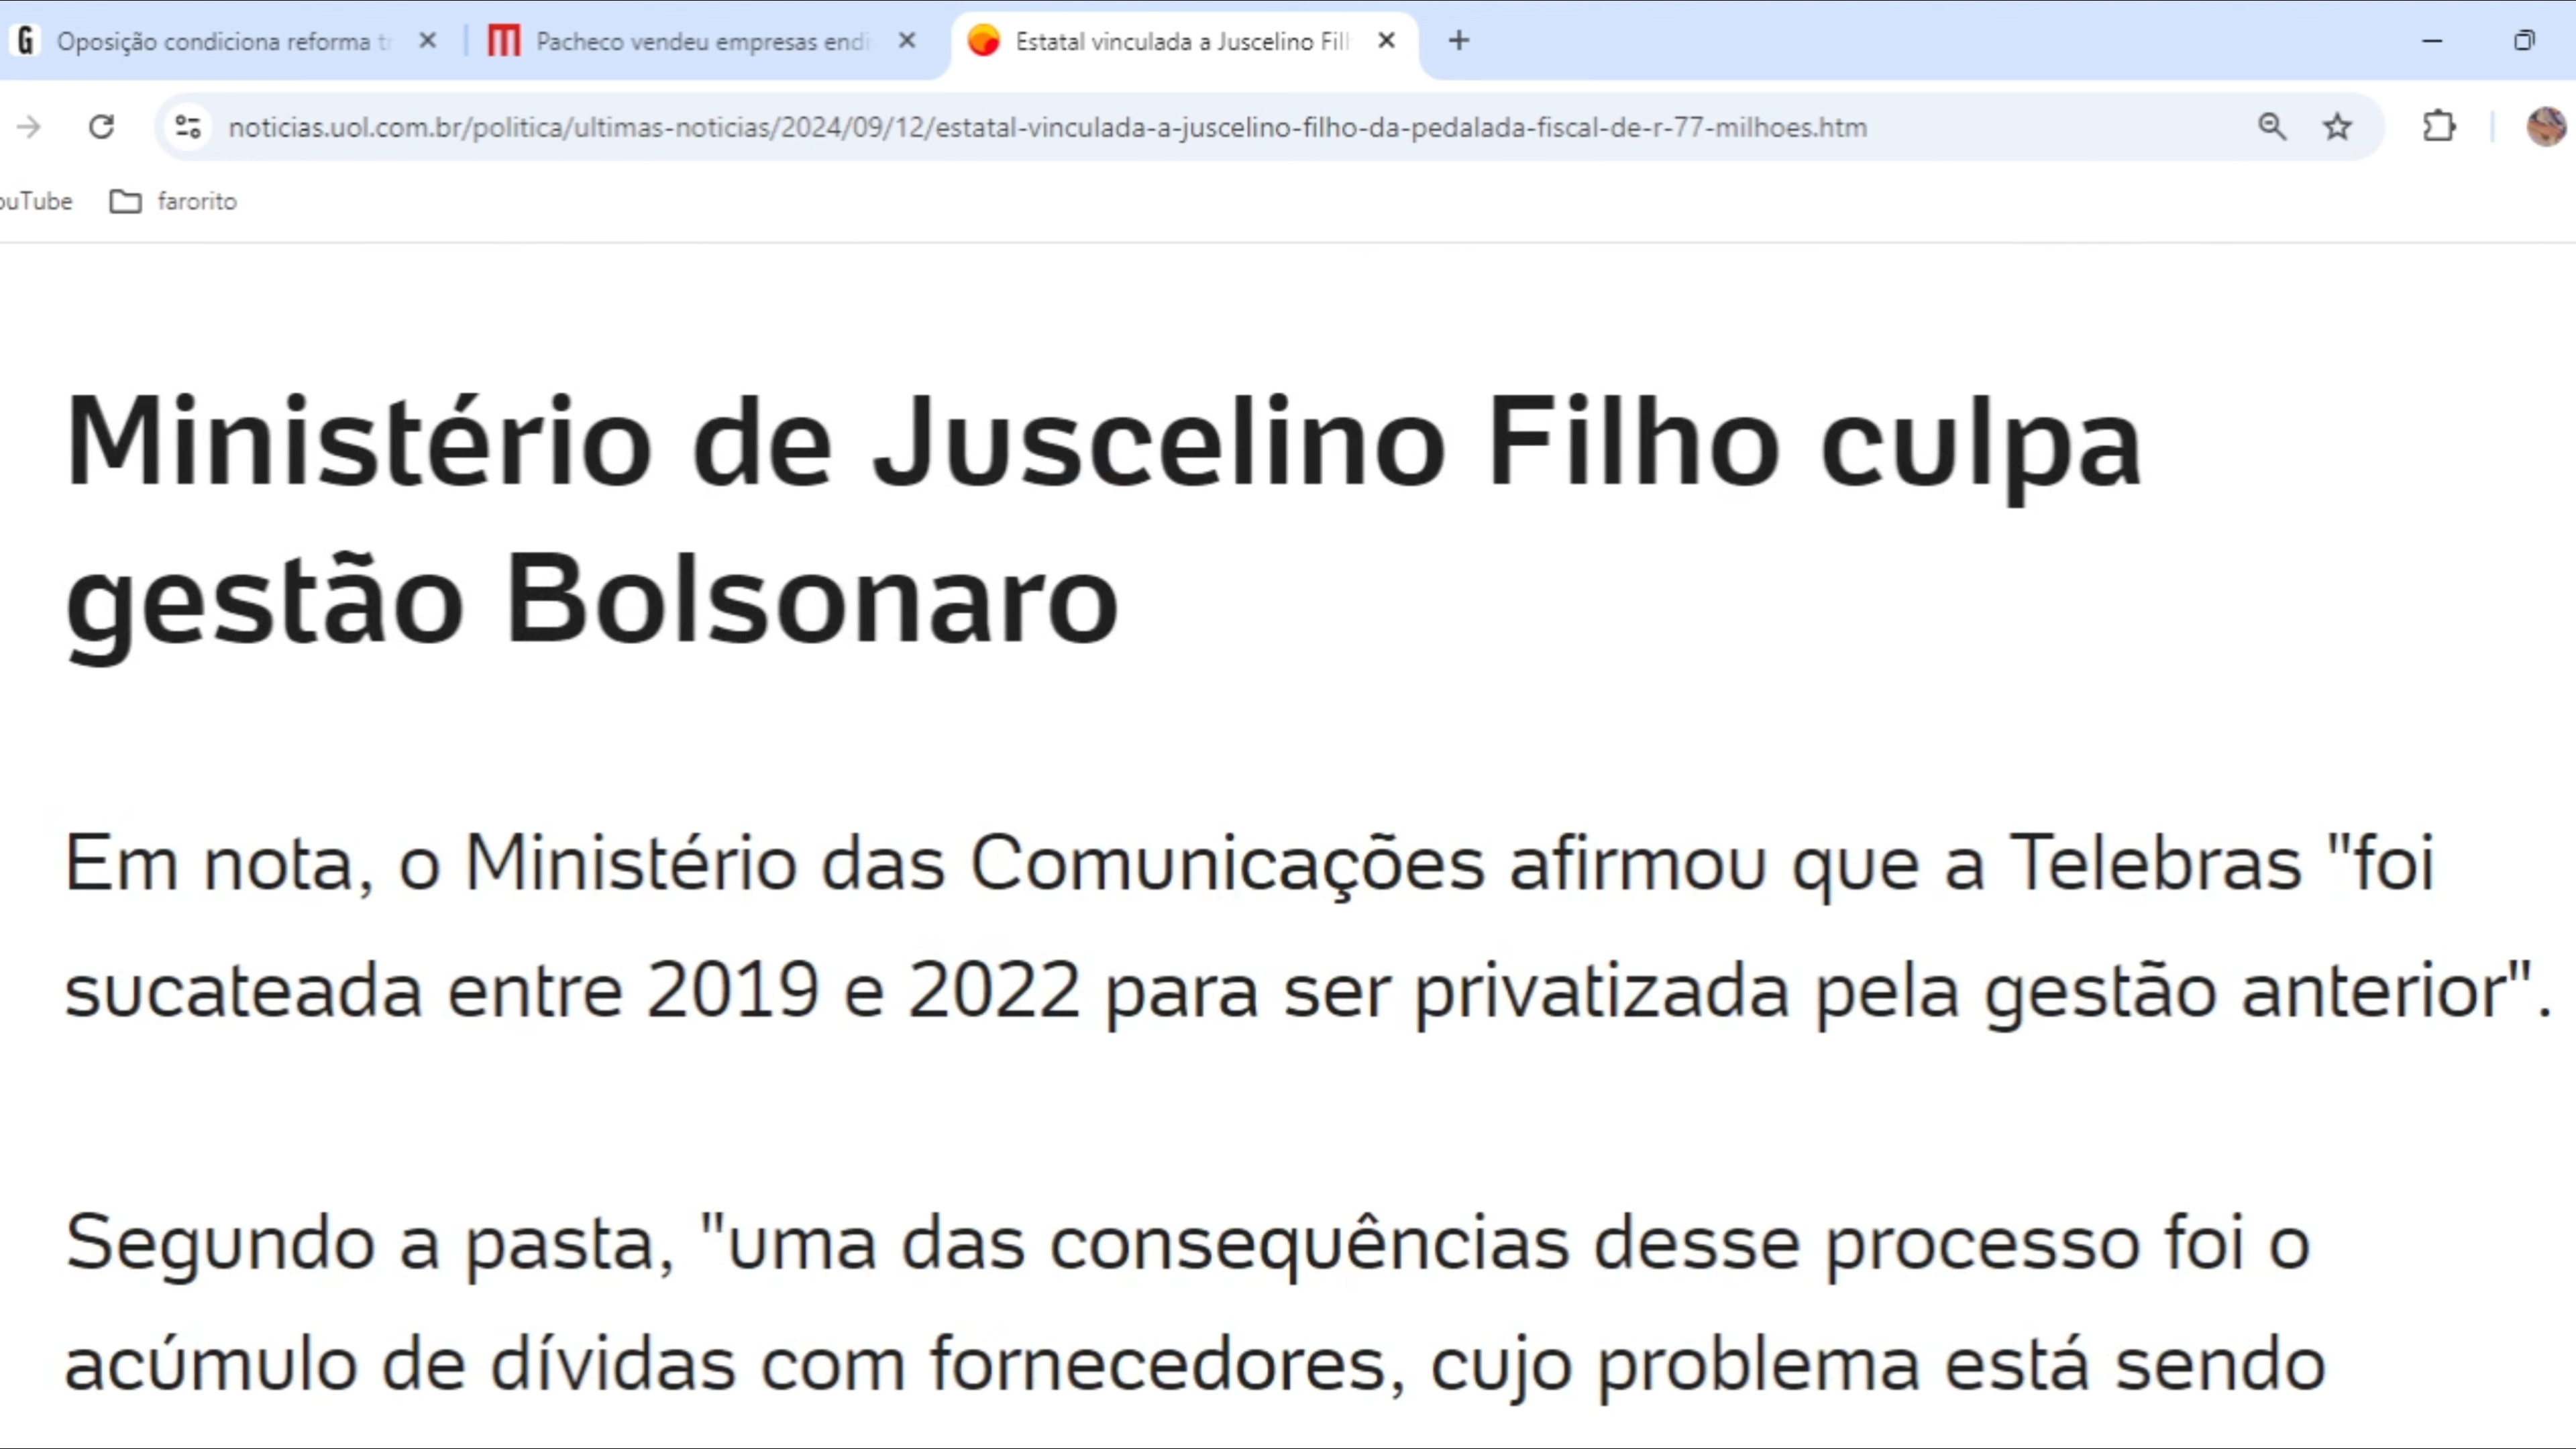 G Oposição condiciona reforma tr
Pacheco vendeu empresas endi
Estatal vinculada a Juscelino Fil
noticias.uol.com.br/politica/ultimas-noticias/2024/09/12/estatal-vinculada-a-juscelino-filho-da-pedalada-fiscal-de-r-77-milhoes.htm
ouTube
farorito
Ministério de Juscelino Filho culpa
gestão Bolsonaro
Em nota, o Ministério das Comunicações afirmou que a Telebras "foi
sucateada entre 2019 e 2022 para ser privatizada pela gestão anterior".
Segundo a pasta, "uma das consequências desse processo foi o
acúmulo de dívidas com fornecedores, cujo problema está sendo